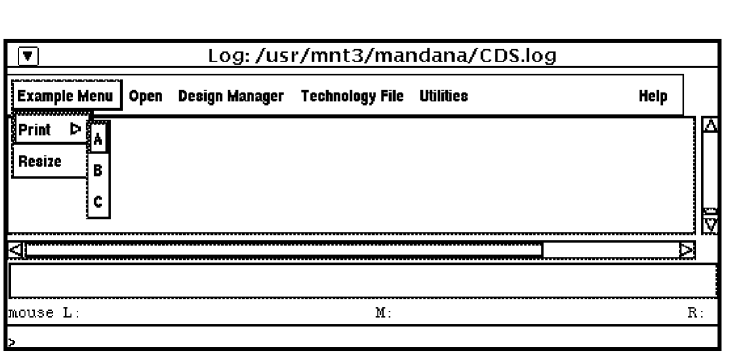 Log: /usr/mnt3/mandana/CDS.log
Example Menu Open Design Manager Technology File Utilities Help
Print A
Resize B
C
mouse L: M: R:
>